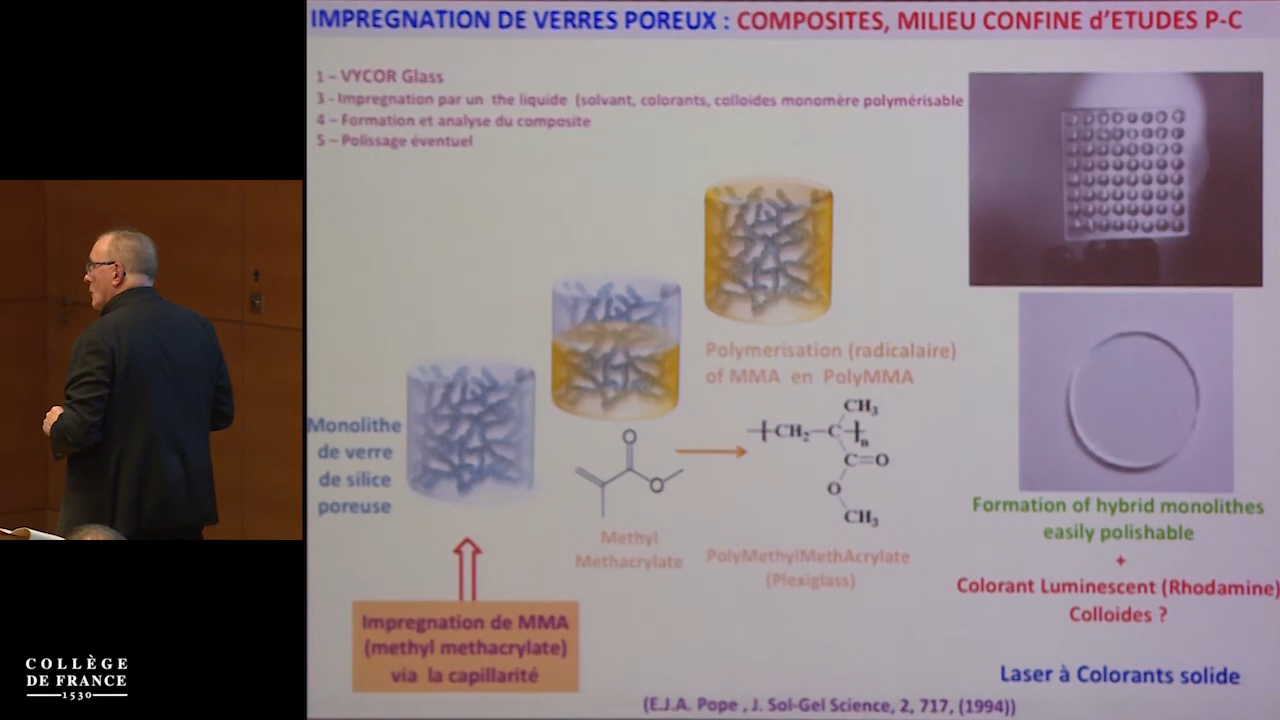 IMPREGNATION DE VERRES POREUX : COMPOSITES, MILIEU CONFINE d'ETUDES P-C
1 – VYCOR Glass
3 - Impregnation par un the liquide (solvant, colorants, colloides monomère polymérisable
4 – Formation et analyse du composite
5 – Polissage éventuel
Polymerisation (radicalaire)
of MMA en PolyMMA
Monolithe
de verre
de silice
poreuse
O
O
CH₃
CH₂–C
n
C=O
O
CH₃
Methyl
Methacrylate
PolyMethylMethAcrylate
(Plexiglass)
Impregnation de MMA
(methyl methacrylate)
via la capillarité
Formation of hybrid monolithes
easily polishable
+
Colorant Luminescent (Rhodamine)
Colloides ?
Laser à Colorants solide
(E.J.A. Pope , J. Sol-Gel Science, 2, 717, (1994))
COLLÈGE
DE FRANCE
1530